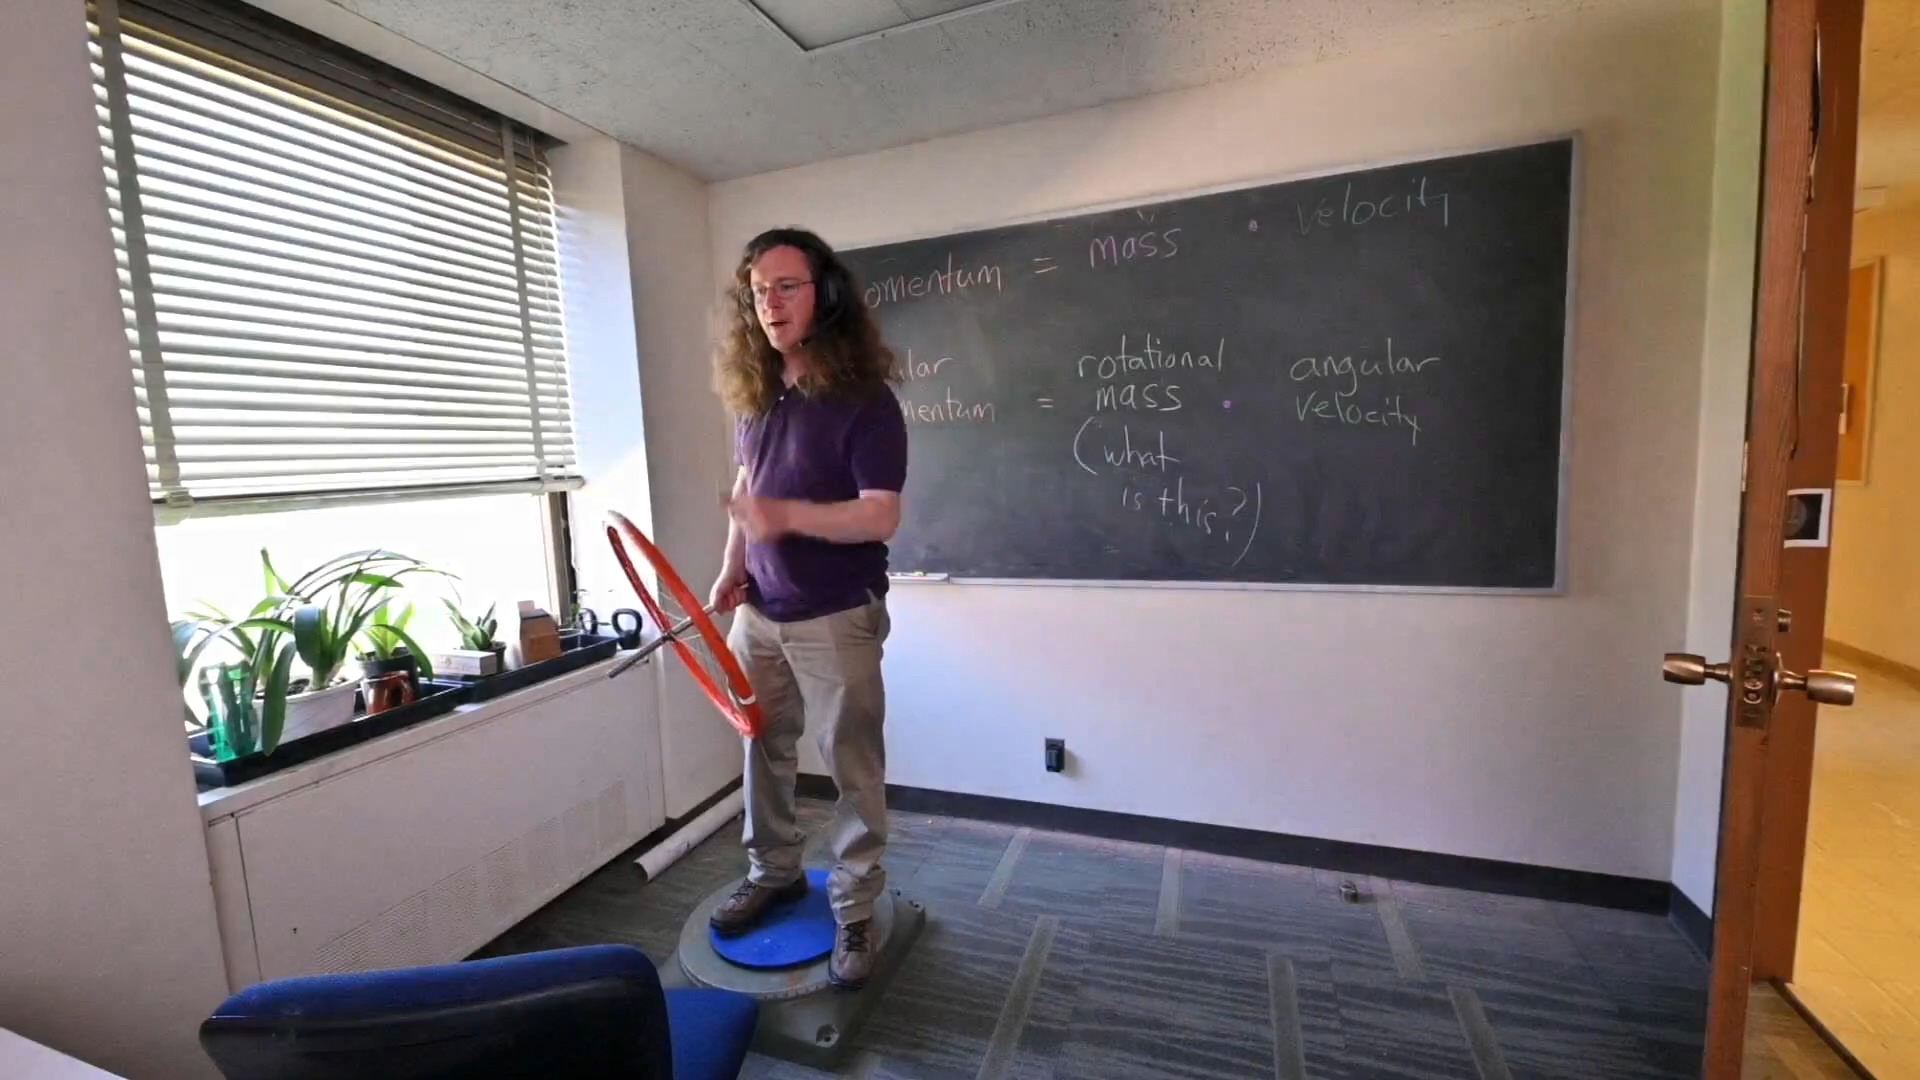 omentum = mass · velocity
ular rotational angular
mentum = mass · velocity
(what
is this?)